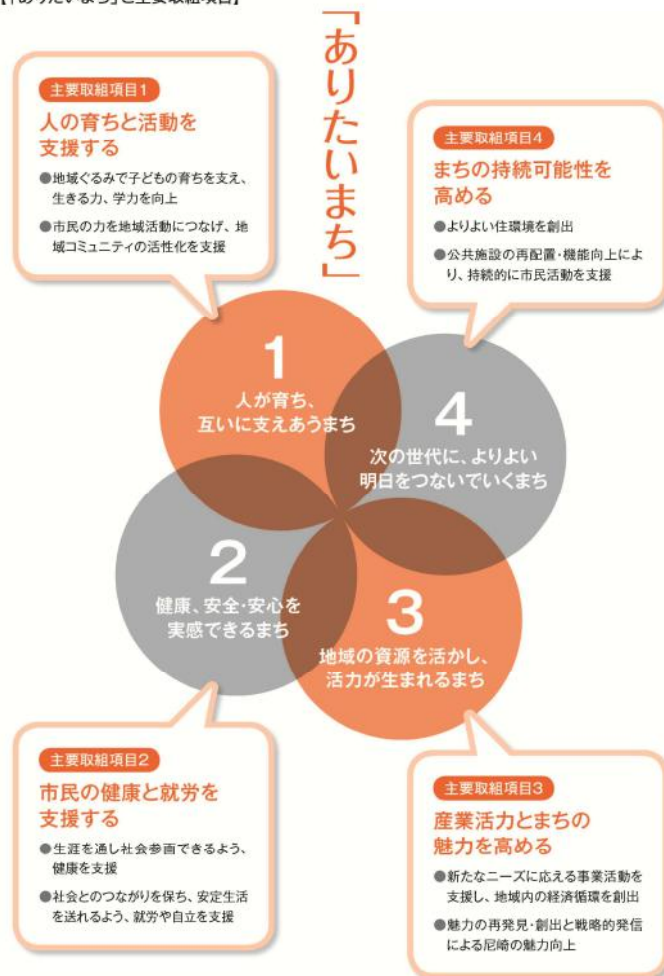 【「ありたいまち」と主要取組項目】
「ありたいまち」
主要取組項目1
人の育ちと活動を
支援する
●地域ぐるみで子どもの育ちを支え、
生きる力、学力を向上
●市民の力を地域活動につなげ、地
域コミュニティの活性化を支援
主要取組項目4
まちの持続可能性を
高める
●よりよい住環境を創出
●公共施設の再配置・機能向上によ
り、持続的に市民活動を支援
1
人が育ち、
互いに支えあうまち
4
次の世代に、よりよい
明日をつないでいくまち
2
健康、安全・安心を
実感できるまち
3
地域の資源を活かし、
活力が生まれるまち
主要取組項目2
市民の健康と就労を
支援する
●生涯を通し社会参画できるよう、
健康を支援
●社会とのつながりを保ち、安定生活
を送れるよう、就労や自立を支援
主要取組項目3
産業活力とまちの
魅力を高める
●新たなニーズに応える事業活動を
支援し、地域内の経済循環を創出
●魅力の再発見・創出と戦略的発信
による尼崎の魅力向上